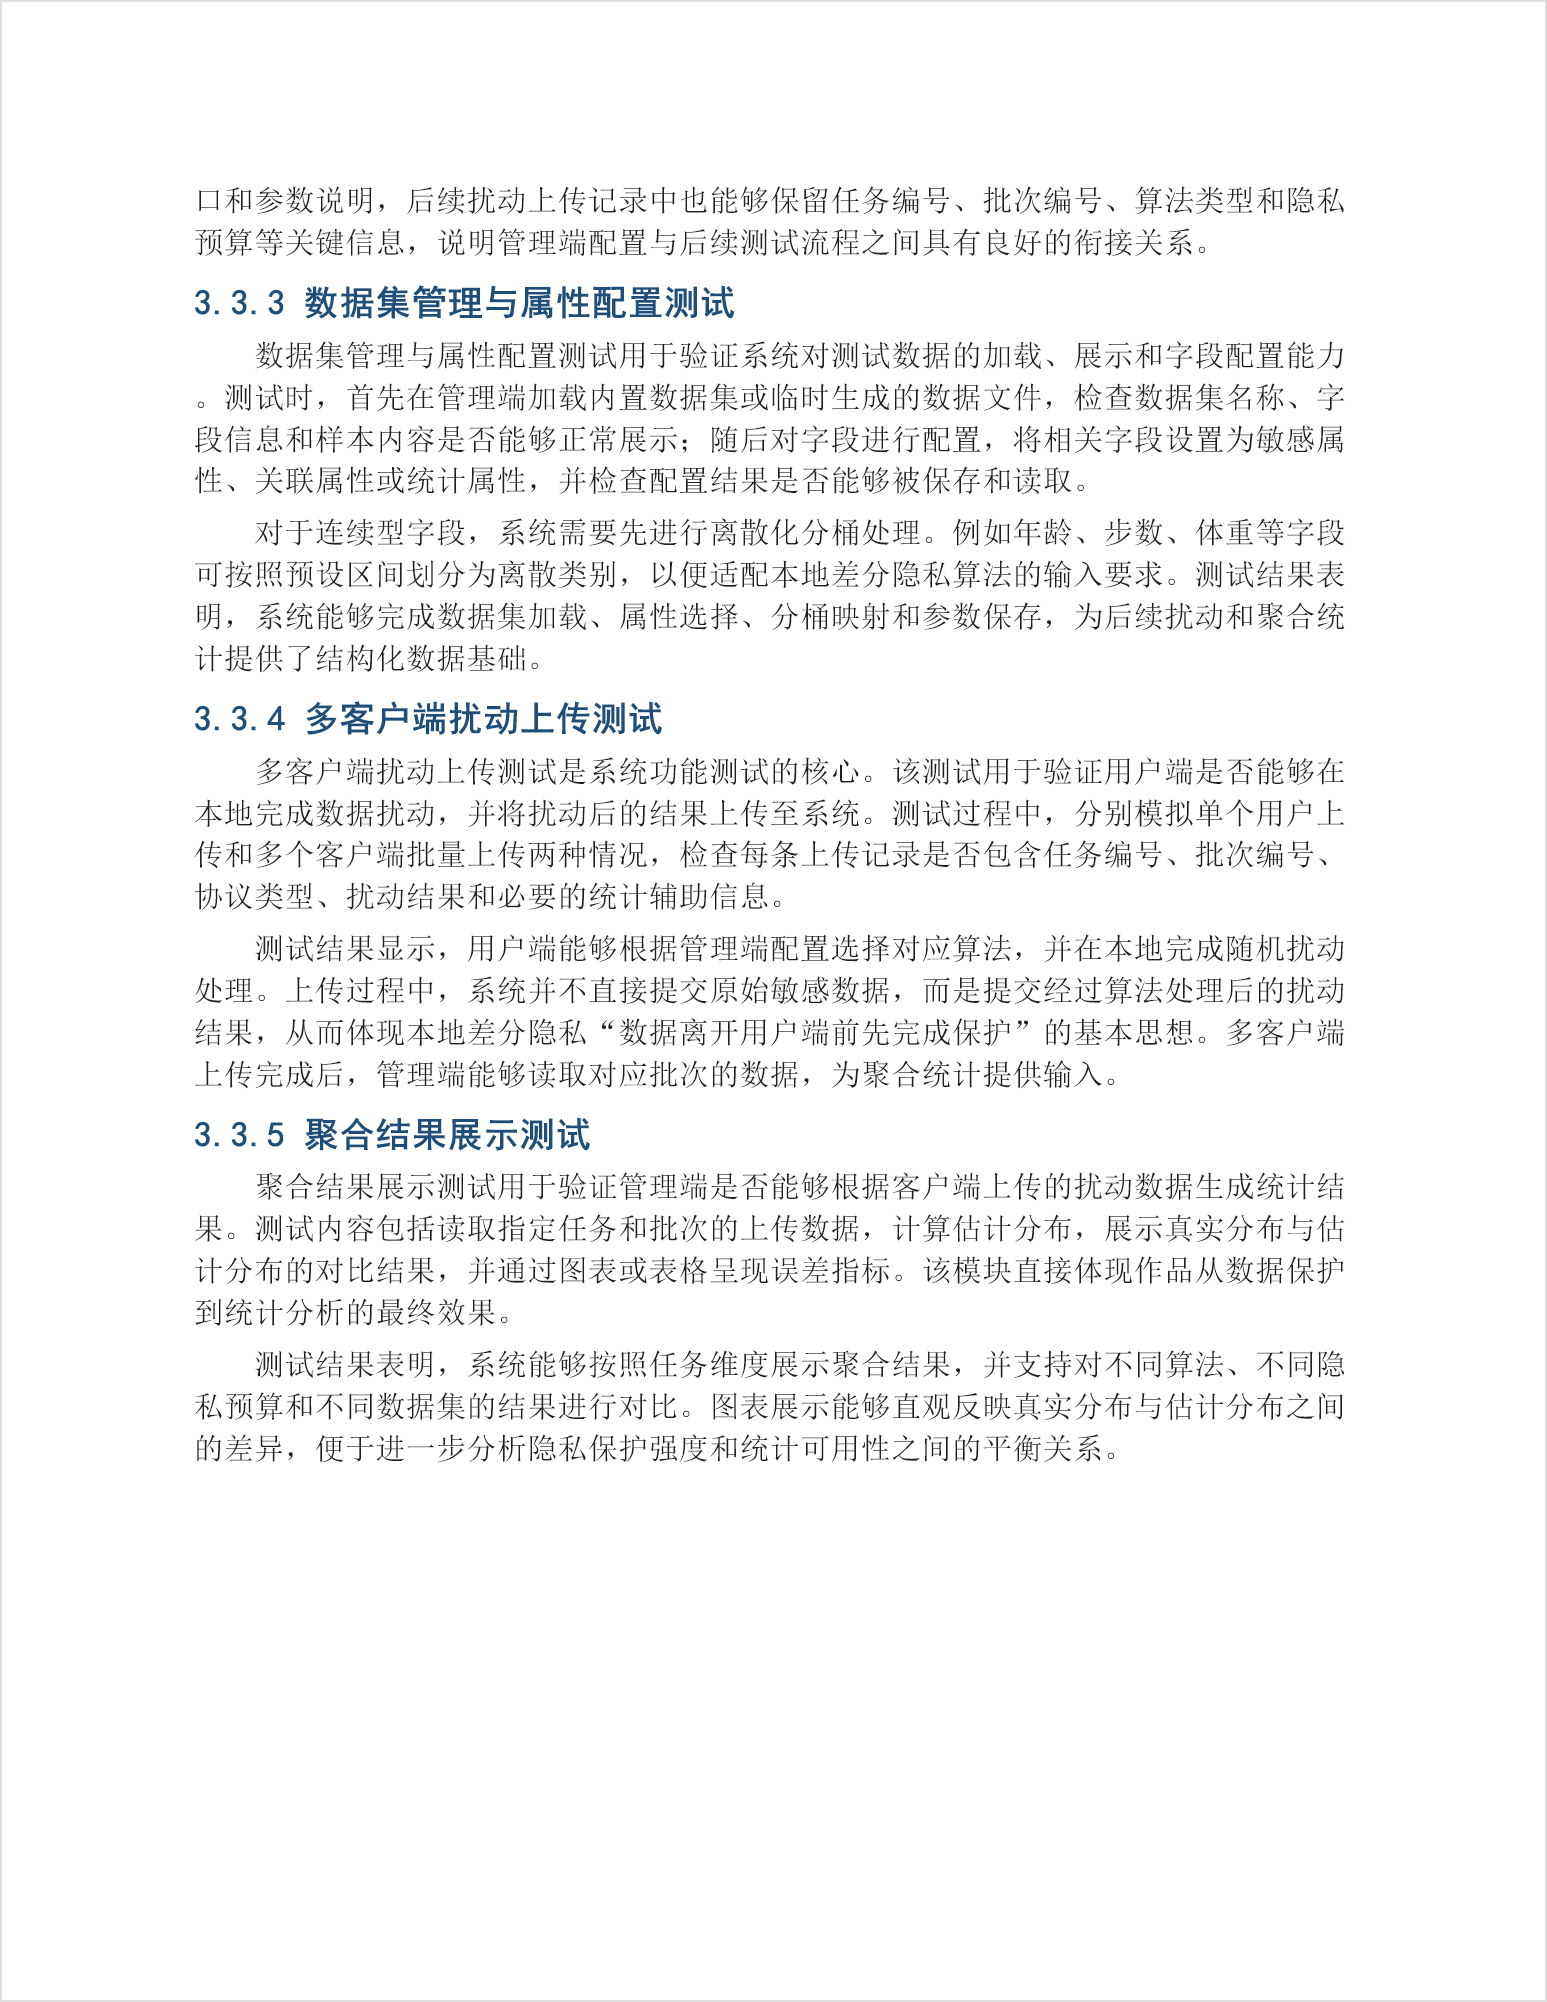 口和参数说明，后续扰动上传记录中也能够保留任务编号、批次编号、算法类型和隐私
预算等关键信息，说明管理端配置与后续测试流程之间具有良好的衔接关系。
3.3.3 数据集管理与属性配置测试
数据集管理与属性配置测试用于验证系统对测试数据的加载、展示和字段配置能力
。测试时，首先在管理端加载内置数据集或临时生成的数据文件，检查数据集名称、字
段信息和样本内容是否能够正常展示；随后对字段进行配置，将相关字段设置为敏感属
性、关联属性或统计属性，并检查配置结果是否能够被保存和读取。
对于连续型字段，系统需要先进行离散化分桶处理。例如年龄、步数、体重等字段
可按照预设区间划分为离散类别，以便适配本地差分隐私算法的输入要求。测试结果表
明，系统能够完成数据集加载、属性选择、分桶映射和参数保存，为后续扰动和聚合统
计提供了结构化数据基础。
3.3.4 多客户端扰动上传测试
多客户端扰动上传测试是系统功能测试的核心。该测试用于验证用户端是否能够在
本地完成数据扰动，并将扰动后的结果上传至系统。测试过程中，分别模拟单个用户上
传和多个客户端批量上传两种情况，检查每条上传记录是否包含任务编号、批次编号、
协议类型、扰动结果和必要的统计辅助信息。
测试结果显示，用户端能够根据管理端配置选择对应算法，并在本地完成随机扰动
处理。上传过程中，系统并不直接提交原始敏感数据，而是提交经过算法处理后的扰动
结果，从而体现本地差分隐私“数据离开用户端前先完成保护”的基本思想。多客户端
上传完成后，管理端能够读取对应批次的数据，为聚合统计提供输入。
3.3.5 聚合结果展示测试
聚合结果展示测试用于验证管理端是否能够根据客户端上传的扰动数据生成统计结
果。测试内容包括读取指定任务和批次的上传数据，计算估计分布，展示真实分布与估
计分布的对比结果，并通过图表或表格呈现误差指标。该模块直接体现作品从数据保护
到统计分析的最终效果。
测试结果表明，系统能够按照任务维度展示聚合结果，并支持对不同算法、不同隐
私预算和不同数据集的结果进行对比。图表展示能够直观反映真实分布与估计分布之间
的差异，便于进一步分析隐私保护强度和统计可用性之间的平衡关系。